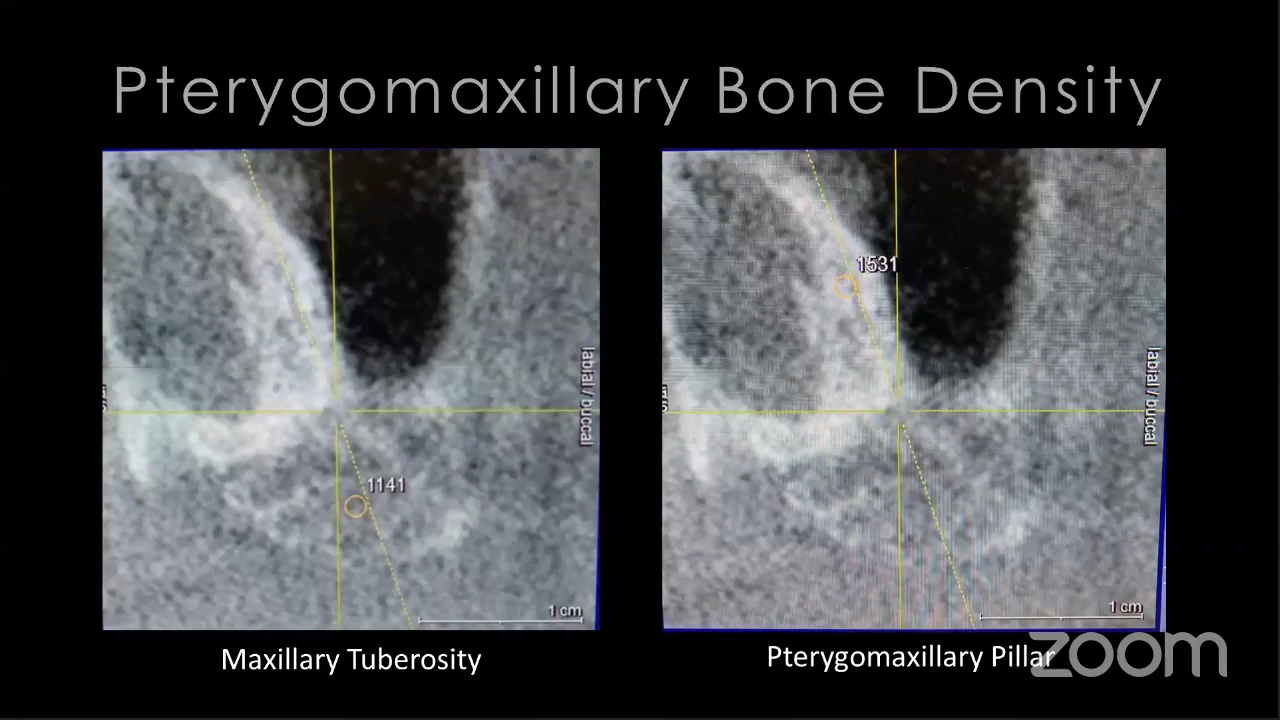 Pterygomaxillary Bone Density
1531
labial / buccal
labial / buccal
1141
1 cm
1 cm
Maxillary Tuberosity
Pterygomaxillary Pillar
zoom